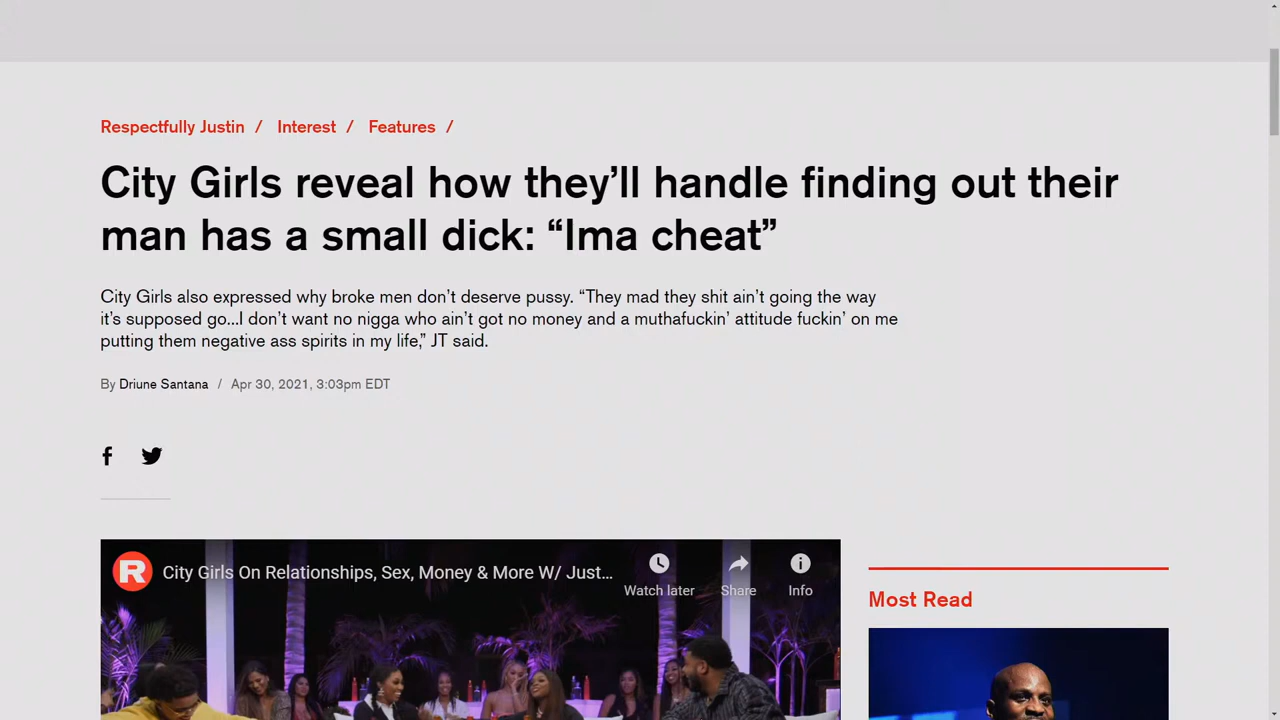 Respectfully Justin / Interest / Features /
City Girls reveal how they’ll handle finding out their
man has a small dick: “Ima cheat”
City Girls also expressed why broke men don’t deserve pussy. “They mad they shit ain’t going the way
it’s supposed go...I don’t want no nigga who ain’t got no money and a muthafuckin’ attitude fuckin’ on me
putting them negative ass spirits in my life,” JT said.
By Driune Santana / Apr 30, 2021, 3:03pm EDT
R
City Girls On Relationships, Sex, Money & More W/ Just...
Watch later
Share
Info
Most Read